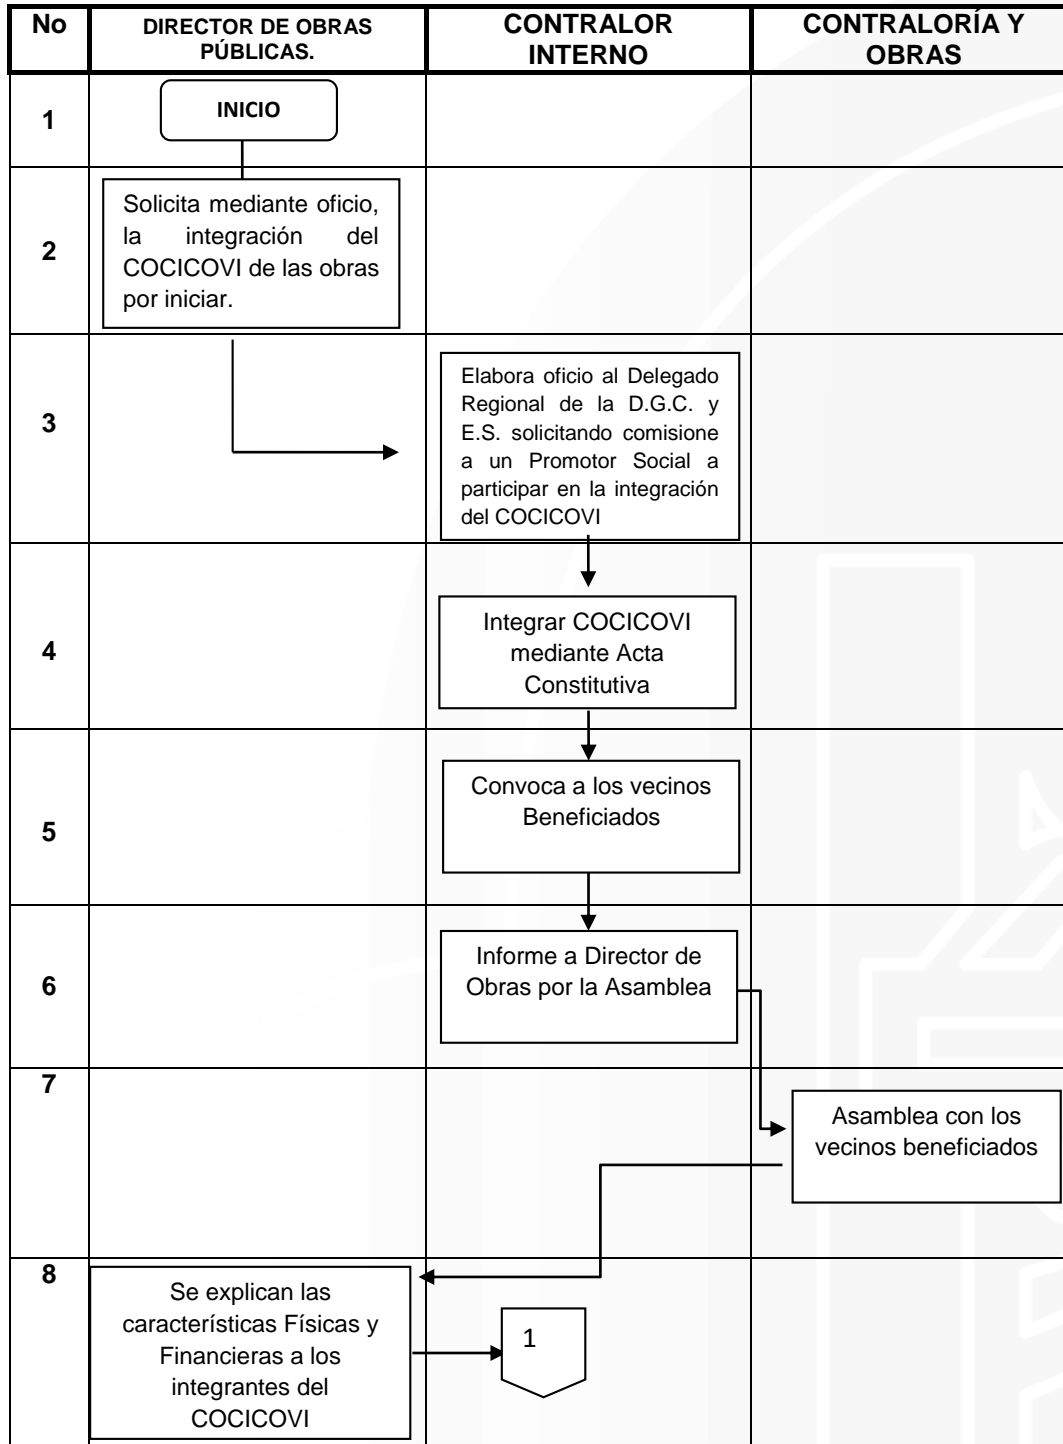 No
DIRECTOR DE OBRAS
PÚBLICAS.
CONTRALOR
INTERNO
CONTRALORÍA Y
OBRAS
1
INICIO
2
Solicita mediante oficio,
la integración del
COCICOVI de las obras
por iniciar.
3
Elabora oficio al Delegado
Regional de la D.G.C. y
E.S. solicitando comisione
a un Promotor Social a
participar en la integración
del COCICOVI
4
Integrar COCICOVI
mediante Acta
Constitutiva
5
Convoca a los vecinos
Beneficiados
6
Informe a Director de
Obras por la Asamblea
7
Asamblea con los
vecinos beneficiados
8
Se explican las
características Físicas y
Financieras a los
integrantes del
COCICOVI
1